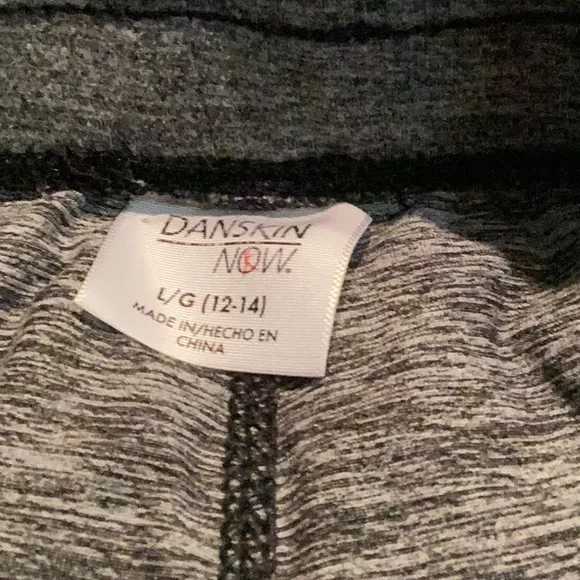 DANSKIN
NOW.
L/G (12-14)
MADE IN/HECHO EN
CHINA